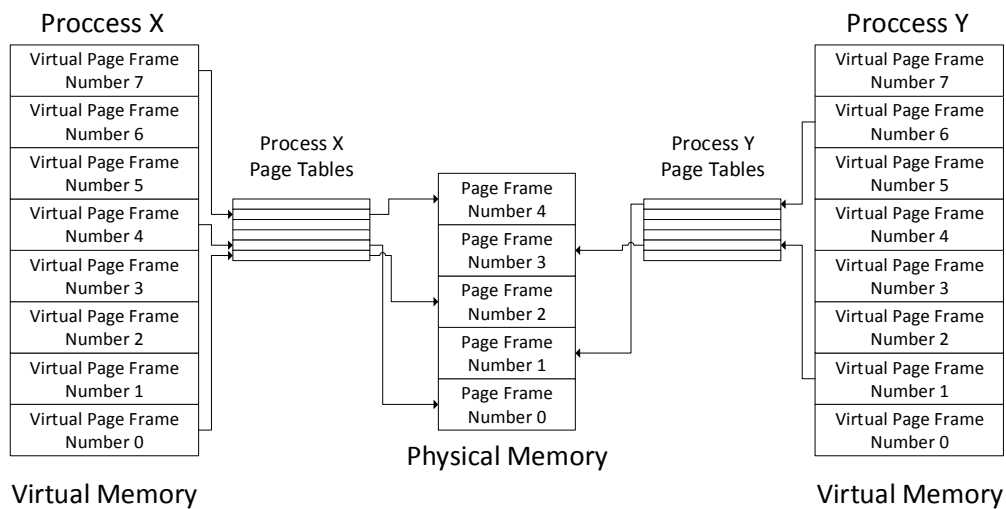 Proccess X
Virtual Page Frame
Number 7
Virtual Page Frame
Number 6
Virtual Page Frame
Number 5
Virtual Page Frame
Number 4
Virtual Page Frame
Number 3
Virtual Page Frame
Number 2
Virtual Page Frame
Number 1
Virtual Page Frame
Number 0
Virtual Memory
Process X
Page Tables
Page Frame
Number 4
Page Frame
Number 3
Page Frame
Number 2
Page Frame
Number 1
Page Frame
Number 0
Physical Memory
Process Y
Page Tables
Proccess Y
Virtual Page Frame
Number 7
Virtual Page Frame
Number 6
Virtual Page Frame
Number 5
Virtual Page Frame
Number 4
Virtual Page Frame
Number 3
Virtual Page Frame
Number 2
Virtual Page Frame
Number 1
Virtual Page Frame
Number 0
Virtual Memory